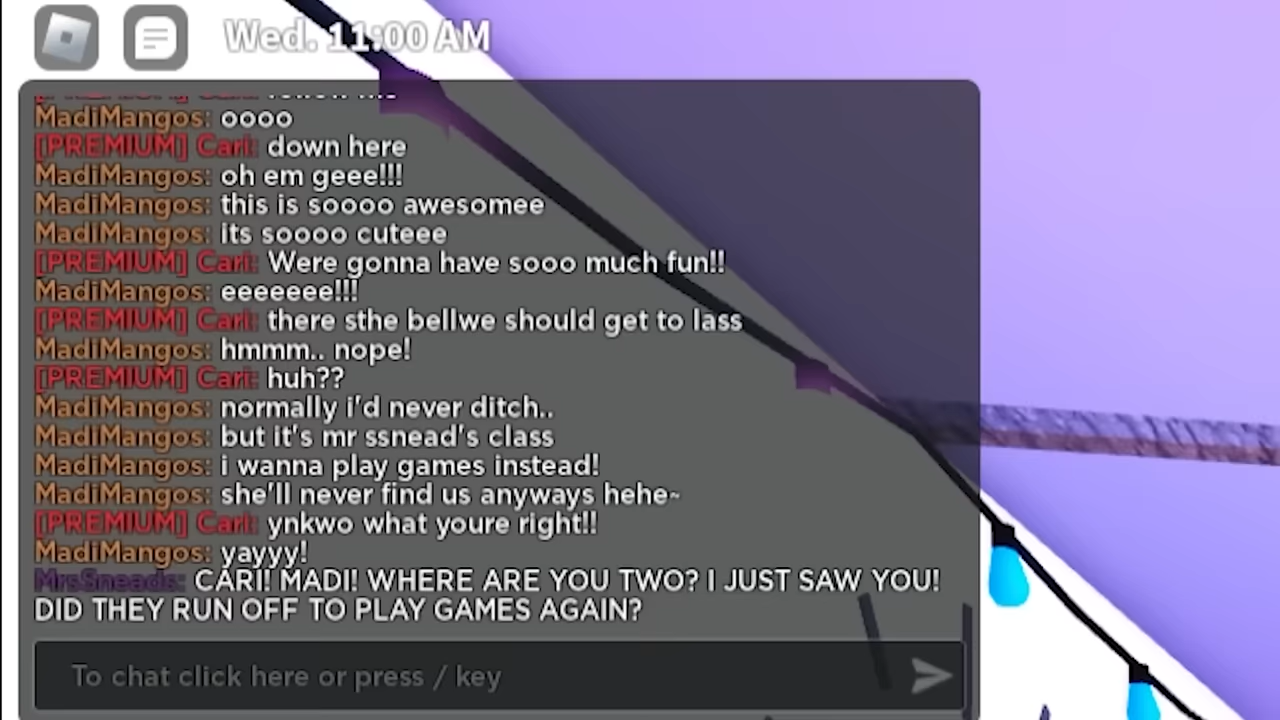 Wed. 11:00 AM
[PREMIUM] Cari: follow me
MadiMangos: oooo
[PREMIUM] Cari: down here
MadiMangos: oh em geee!!!
MadiMangos: this is soooo awesomee
MadiMangos: its soooo cuteee
[PREMIUM] Cari: Were gonna have sooo much fun!!
MadiMangos: eeeeeee!!!
[PREMIUM] Cari: there sthe bellwe should get to lass
MadiMangos: hmmm.. nope!
[PREMIUM] Cari: huh??
MadiMangos: normally i'd never ditch..
MadiMangos: but it's mr ssnead's class
MadiMangos: i wanna play games instead!
MadiMangos: she'll never find us anyways hehe~
[PREMIUM] Cari: ynkwo what youre right!!
MadiMangos: yayyy!
MrsSneads: CARI! MADI! WHERE ARE YOU TWO? I JUST SAW YOU!
DID THEY RUN OFF TO PLAY GAMES AGAIN?
To chat click here or press / key